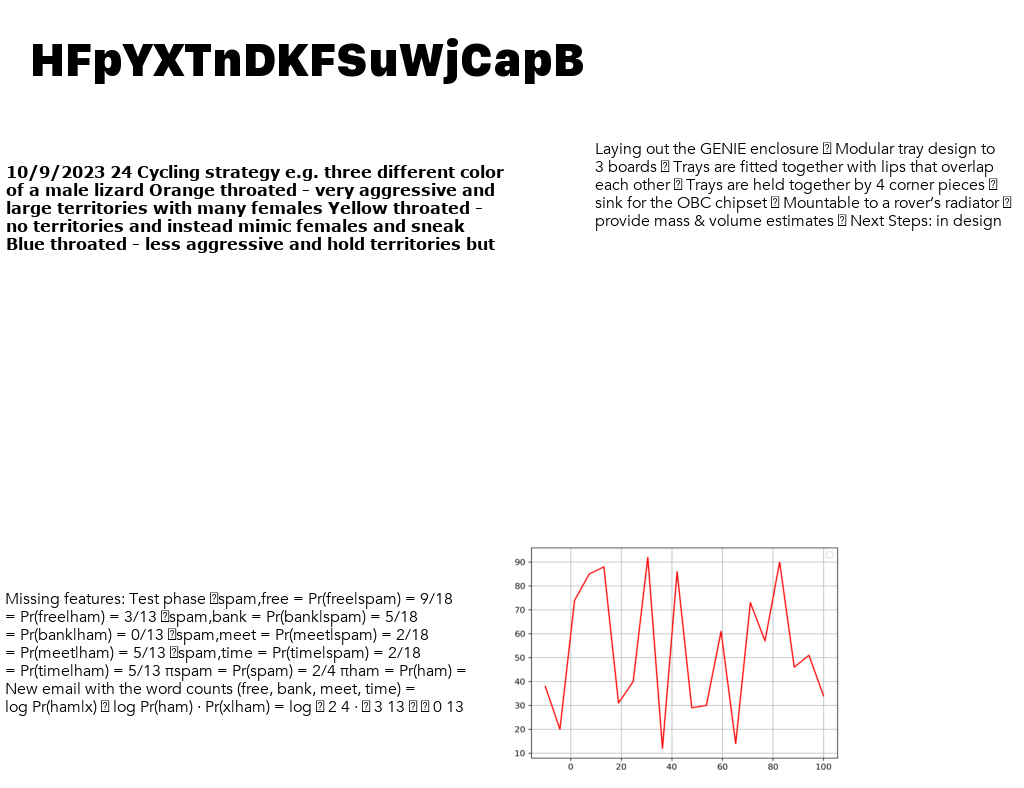 HFpYXTnDKFSuWjCapB
10/9/2023 24 Cycling strategy e.g. three different color
of a male lizard Orange throated – very aggressive and
large territories with many females Yellow throated –
no territories and instead mimic females and sneak
Blue throated – less aggressive and hold territories but
Laying out the GENIE enclosure  Modular tray design to
3 boards  Trays are fitted together with lips that overlap
each other  Trays are held together by 4 corner pieces 
sink for the OBC chipset  Mountable to a rover’s radiator 
provide mass & volume estimates  Next Steps: in design
Missing features: Test phase spam,free = Pr(free|spam) = 9/18
= Pr(free|ham) = 3/13 spam,bank = Pr(bank|spam) = 5/18
= Pr(bank|ham) = 0/13 spam,meet = Pr(meet|spam) = 2/18
= Pr(meet|ham) = 5/13 spam,time = Pr(time|spam) = 2/18
= Pr(time|ham) = 5/13 πspam = Pr(spam) = 2/4 πham = Pr(ham) =
New email with the word counts (free, bank, meet, time) =
log Pr(ham|x)  log Pr(ham) · Pr(x|ham) = log  2 4 ·  3 13   0 13
90
80
70
60
50
40
30
20
10
0 20 40 60 80 100